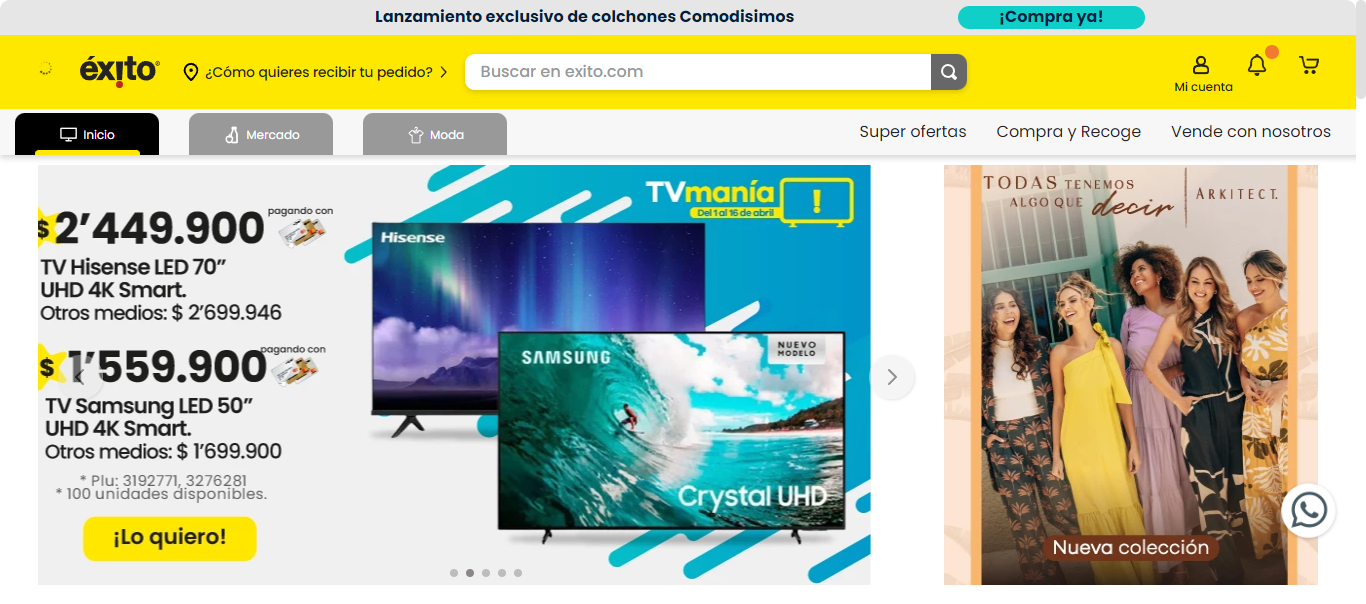 Lanzamiento exclusivo de colchones Comodisimos
¡Compra ya!
éxito
¿Cómo quieres recibir tu pedido?
Buscar en exito.com
Mi cuenta
Inicio
Mercado
Moda
Super ofertas
Compra y Recoge
Vende con nosotros
$2’449.900
pagando con
TV Hisense LED 70”
UHD 4K Smart.
Otros medios: $ 2’699.946
$1’559.900
pagando con
TV Samsung LED 50”
UHD 4K Smart.
Otros medios: $ 1’699.900
* Plu: 3192771, 3276281
* 100 unidades disponibles.
¡Lo quiero!
TVmanía
Del 1 al 16 de abril
!
Hisense
SAMSUNG
NUEVO
MODELO
Crystal UHD
TODAS TENEMOS
ALGO QUE decir
ARKITECT.
Nueva colección